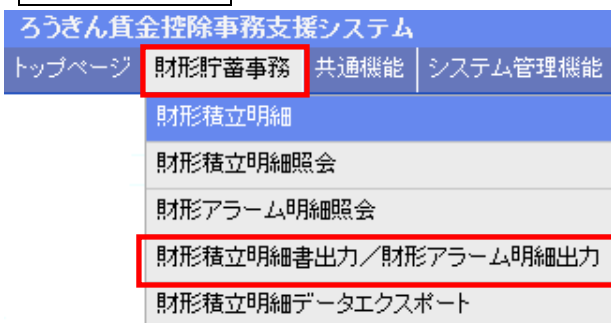 ろうきん賃金控除事務支援システム
トップページ 財形貯蓄事務 共通機能 システム管理機能
財形積立明細
財形積立明細照会
財形アラーム明細照会
財形積立明細書出力／財形アラーム明細出力
財形積立明細データエクスポート